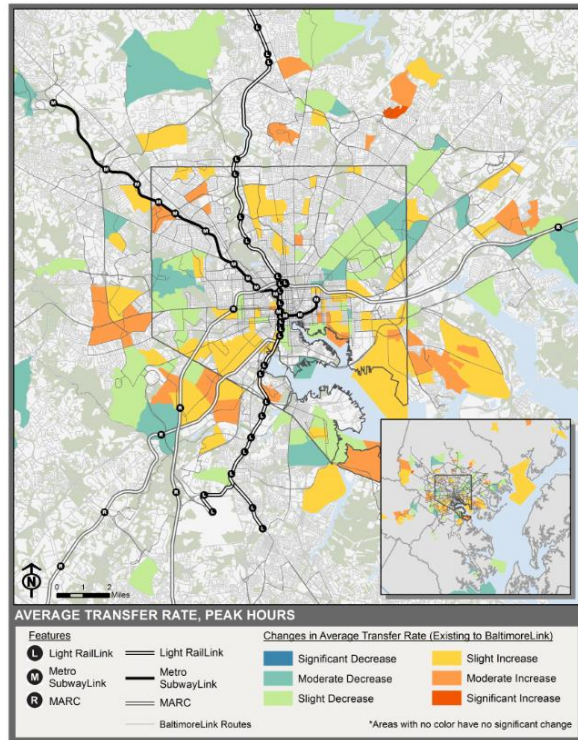 N
0 1 2
Miles
AVERAGE TRANSFER RATE, PEAK HOURS
Features
L Light RailLink
Light RailLink
M Metro SubwayLink
Metro SubwayLink
R MARC
MARC
BaltimoreLink Routes
Changes in Average Transfer Rate (Existing to BaltimoreLink)
Significant Decrease
Slight Increase
Moderate Decrease
Moderate Increase
Slight Decrease
Significant Increase
*Areas with no color have no significant change